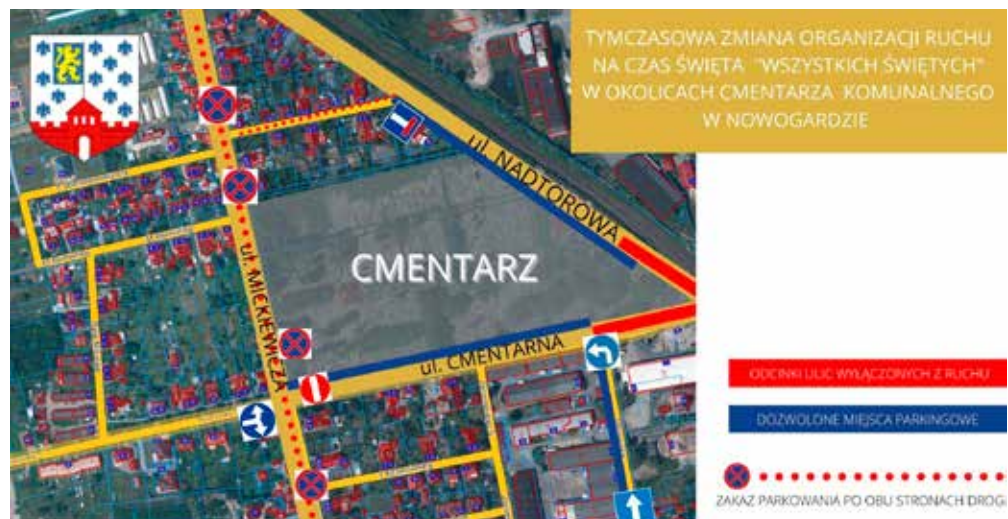 TYMCZASOWA ZMIANA ORGANIZACJI RUCHU
NA CZAS ŚWIĘTA "WSZYSTKICH ŚWIĘTYCH"
W OKOLICACH CMENTARZA KOMUNALNEGO
W NOWOGARDZIE
ul. NADTOROWA
CMENTARZ
ul. MICKIEWICZA
ul. CMENTARNA
ODCINKI ULIC WYŁĄCZONYCH Z RUCHU
DOZWOLONE MIEJSCA PARKINGOWE
ZAKAZ PARKOWANIA PO OBU STRONACH DROGI